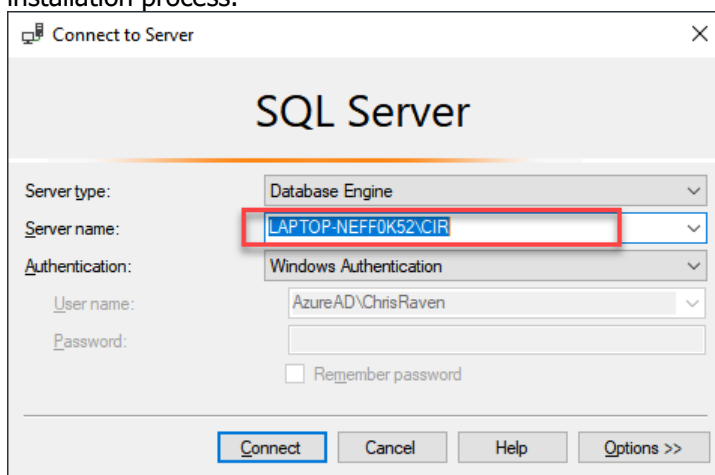 installation process.
Connect to Server
SQL Server
Server type: Database Engine
Server name: LAPTOP-NEFF0K52\CIR
Authentication: Windows Authentication
User name: AzureAD\ChrisRaven
Password:
Remember password
Connect Cancel Help Options >>